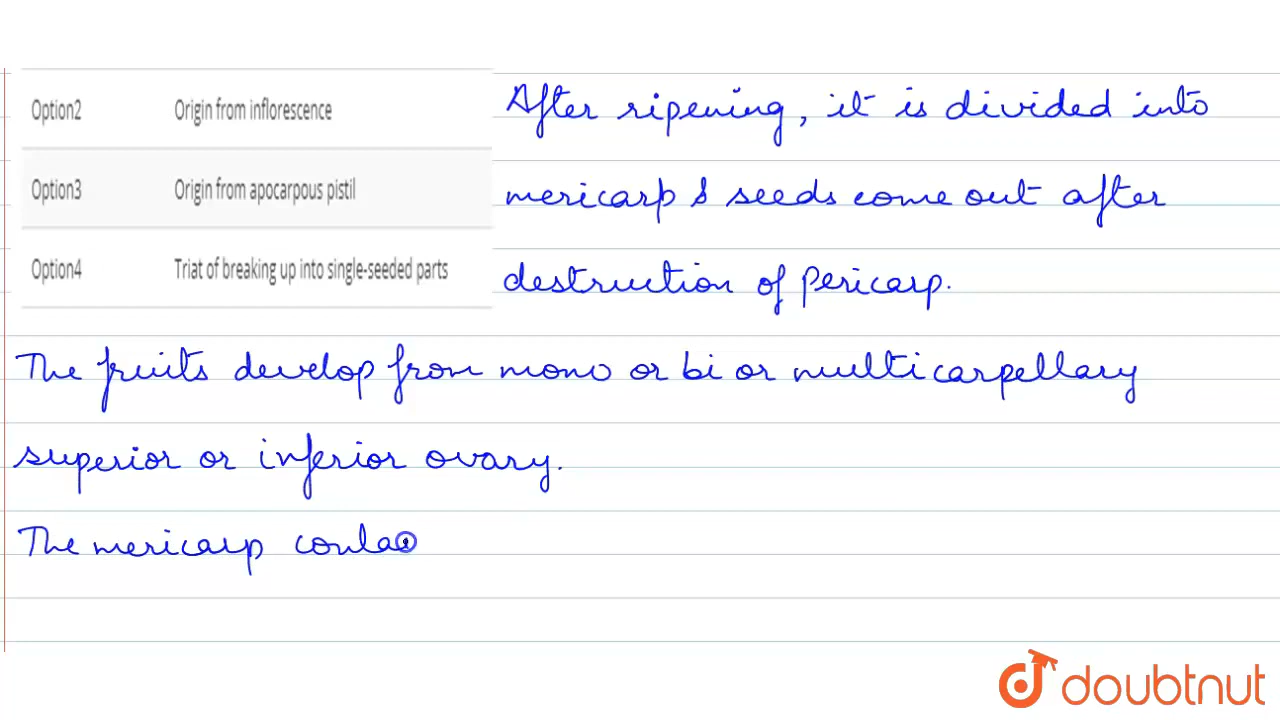 Option2 Origin from inflorescence
Option3 Origin from apocarpous pistil
Option4 Triat of breaking up into single-seeded parts
After ripening, it is divided into
mericarp & seeds come out after
destruction of pericarp.
The fruits develop from mono or bi or multicarpellary
superior or inferior ovary.
The mericarp contai
doubtnut